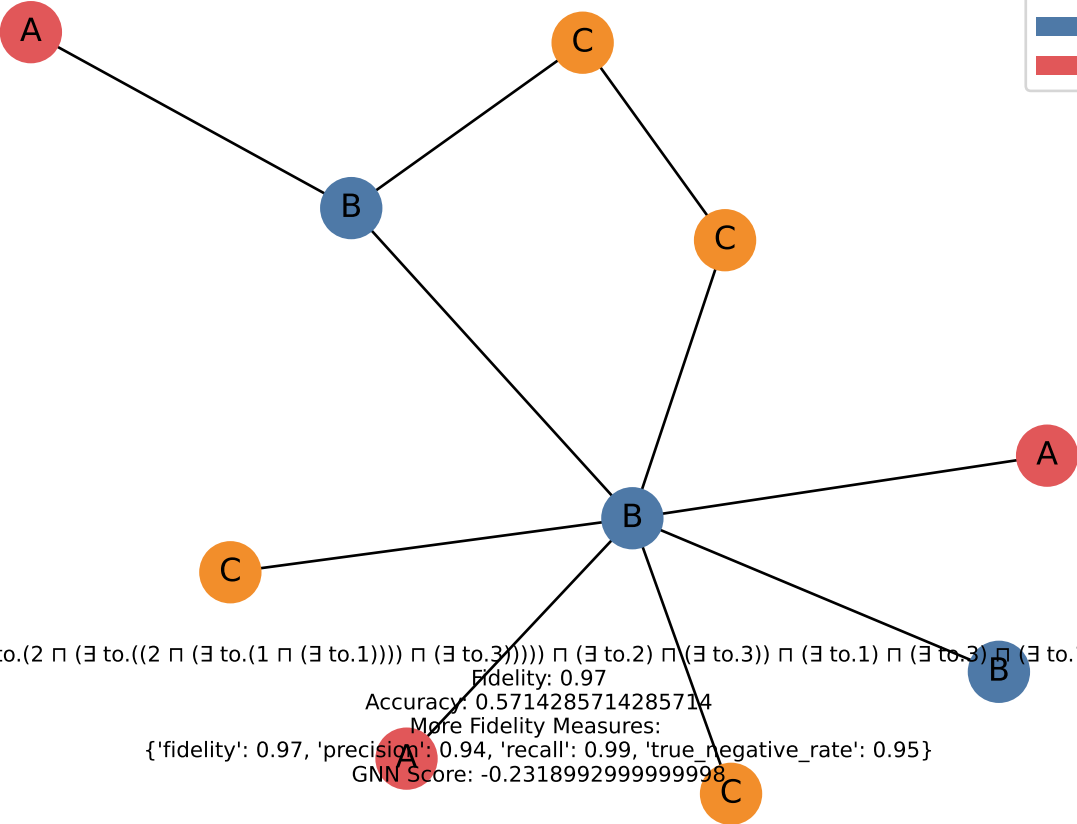 A
C
B
C
A
B
C
to.(2 ⊓ (∃ to.((2 ⊓ (∃ to.(1 ⊓ (∃ to.1)))) ⊓ (∃ to.3))))) ⊓ (∃ to.2) ⊓ (∃ to.3)) ⊓ (∃ to.1) ⊓ (∃ to.3) ⊓ (∃ to.
B
Fidelity: 0.97
Accuracy: 0.5714285714285714
More Fidelity Measures:
{'fidelity': 0.97, 'precision': 0.94, 'recall': 0.99, 'true_negative_rate': 0.95}
A
GNN Score: -0.2318992999999998
C